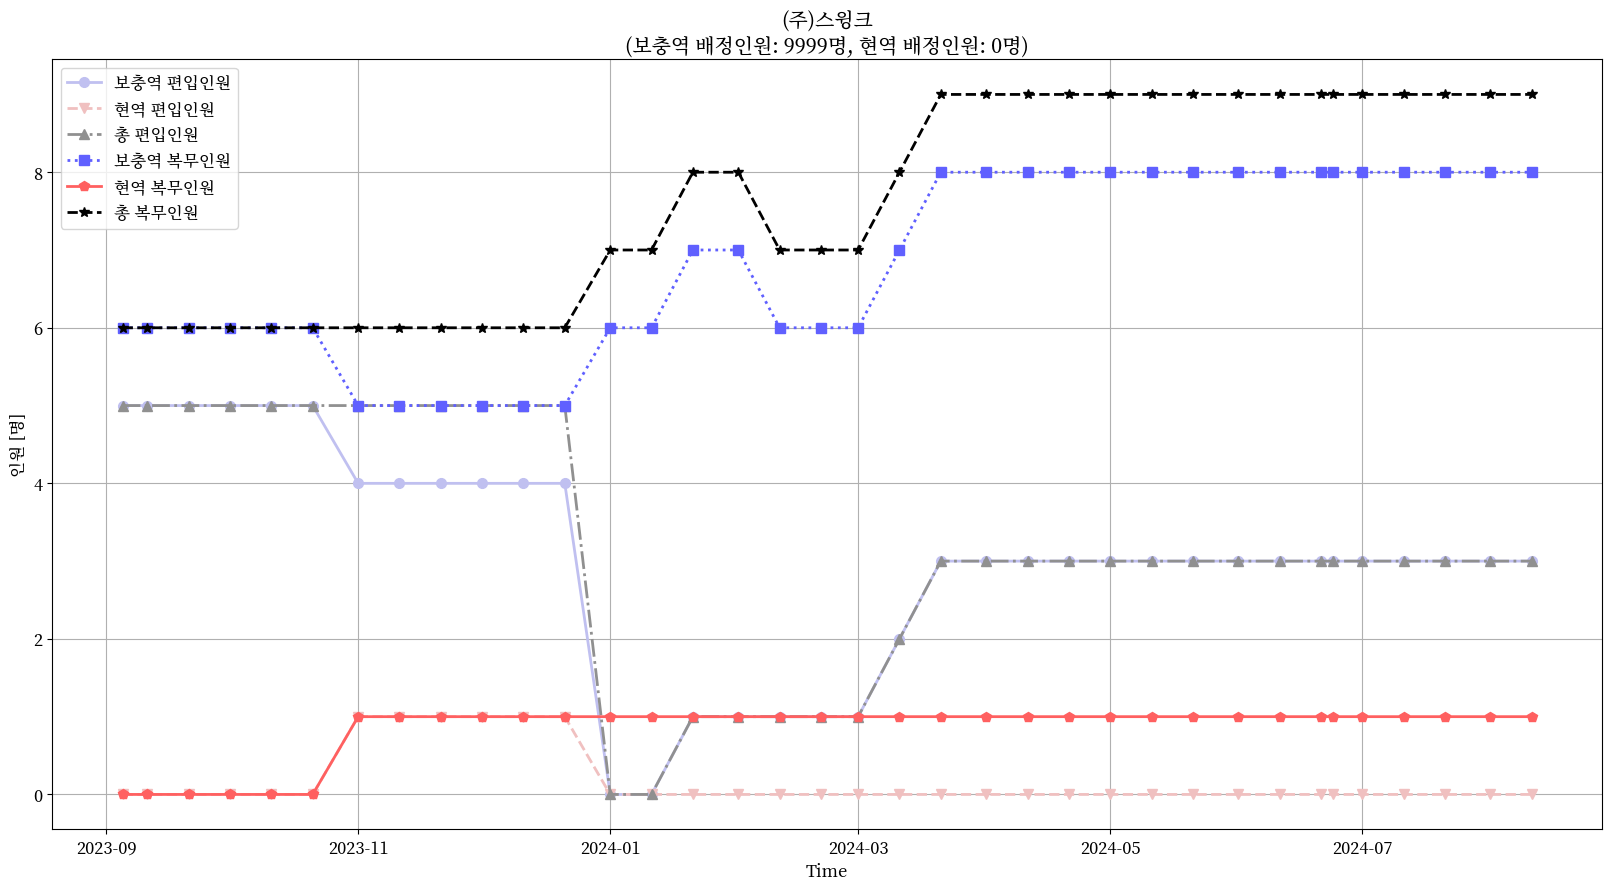 (주)스윙크
(보충역 배정인원: 9999명, 현역 배정인원: 0명)
보충역 편입인원
현역 편입인원
총 편입인원
보충역 복무인원
현역 복무인원
총 복무인원
인원 [명]
8
6
4
2
0
2023-09
2023-11
2024-01
2024-03
2024-05
2024-07
Time